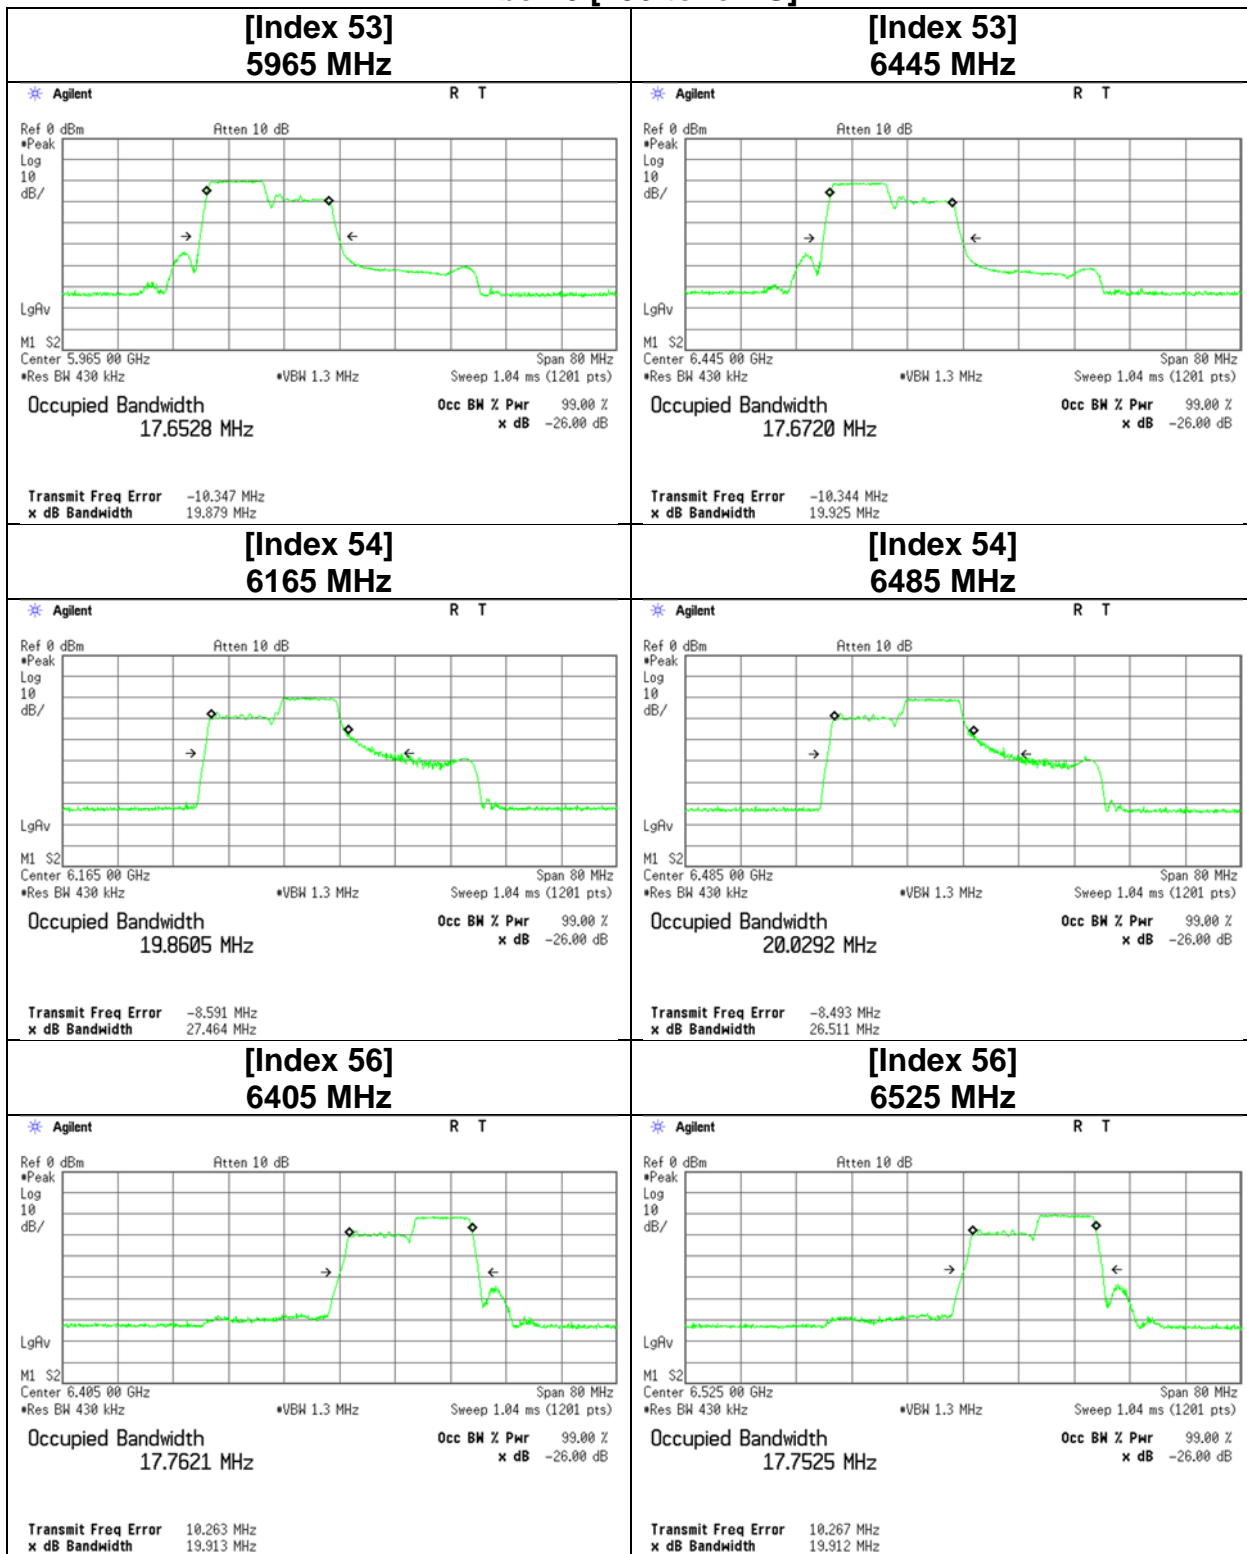 [Index 53]
5965 MHz
[Index 53]
6445 MHz
Agilent
R T
Ref 0 dBm
Atten 10 dB
#Peak
Log
10
dB/
LgAv
M1 S2
Center 5.965 00 GHz
Span 80 MHz
#Res BW 430 kHz
#VBW 1.3 MHz
Sweep 1.04 ms (1201 pts)
Occupied Bandwidth
17.6528 MHz
Occ BW % Pwr 99.00 %
x dB -26.00 dB
Transmit Freq Error -10.347 MHz
x dB Bandwidth 19.879 MHz
Agilent
R T
Ref 0 dBm
Atten 10 dB
#Peak
Log
10
dB/
LgAv
M1 S2
Center 6.445 00 GHz
Span 80 MHz
#Res BW 430 kHz
#VBW 1.3 MHz
Sweep 1.04 ms (1201 pts)
Occupied Bandwidth
17.6720 MHz
Occ BW % Pwr 99.00 %
x dB -26.00 dB
Transmit Freq Error -10.344 MHz
x dB Bandwidth 19.925 MHz
[Index 54]
6165 MHz
[Index 54]
6485 MHz
Agilent
R T
Ref 0 dBm
Atten 10 dB
#Peak
Log
10
dB/
LgAv
M1 S2
Center 6.165 00 GHz
Span 80 MHz
#Res BW 430 kHz
#VBW 1.3 MHz
Sweep 1.04 ms (1201 pts)
Occupied Bandwidth
19.8605 MHz
Occ BW % Pwr 99.00 %
x dB -26.00 dB
Transmit Freq Error -8.591 MHz
x dB Bandwidth 27.464 MHz
Agilent
R T
Ref 0 dBm
Atten 10 dB
#Peak
Log
10
dB/
LgAv
M1 S2
Center 6.485 00 GHz
Span 80 MHz
#Res BW 430 kHz
#VBW 1.3 MHz
Sweep 1.04 ms (1201 pts)
Occupied Bandwidth
20.0292 MHz
Occ BW % Pwr 99.00 %
x dB -26.00 dB
Transmit Freq Error -8.493 MHz
x dB Bandwidth 26.511 MHz
[Index 56]
6405 MHz
[Index 56]
6525 MHz
Agilent
R T
Ref 0 dBm
Atten 10 dB
#Peak
Log
10
dB/
LgAv
M1 S2
Center 6.405 00 GHz
Span 80 MHz
#Res BW 430 kHz
#VBW 1.3 MHz
Sweep 1.04 ms (1201 pts)
Occupied Bandwidth
17.7621 MHz
Occ BW % Pwr 99.00 %
x dB -26.00 dB
Transmit Freq Error 10.263 MHz
x dB Bandwidth 19.913 MHz
Agilent
R T
Ref 0 dBm
Atten 10 dB
#Peak
Log
10
dB/
LgAv
M1 S2
Center 6.525 00 GHz
Span 80 MHz
#Res BW 430 kHz
#VBW 1.3 MHz
Sweep 1.04 ms (1201 pts)
Occupied Bandwidth
17.7525 MHz
Occ BW % Pwr 99.00 %
x dB -26.00 dB
Transmit Freq Error 10.267 MHz
x dB Bandwidth 19.912 MHz